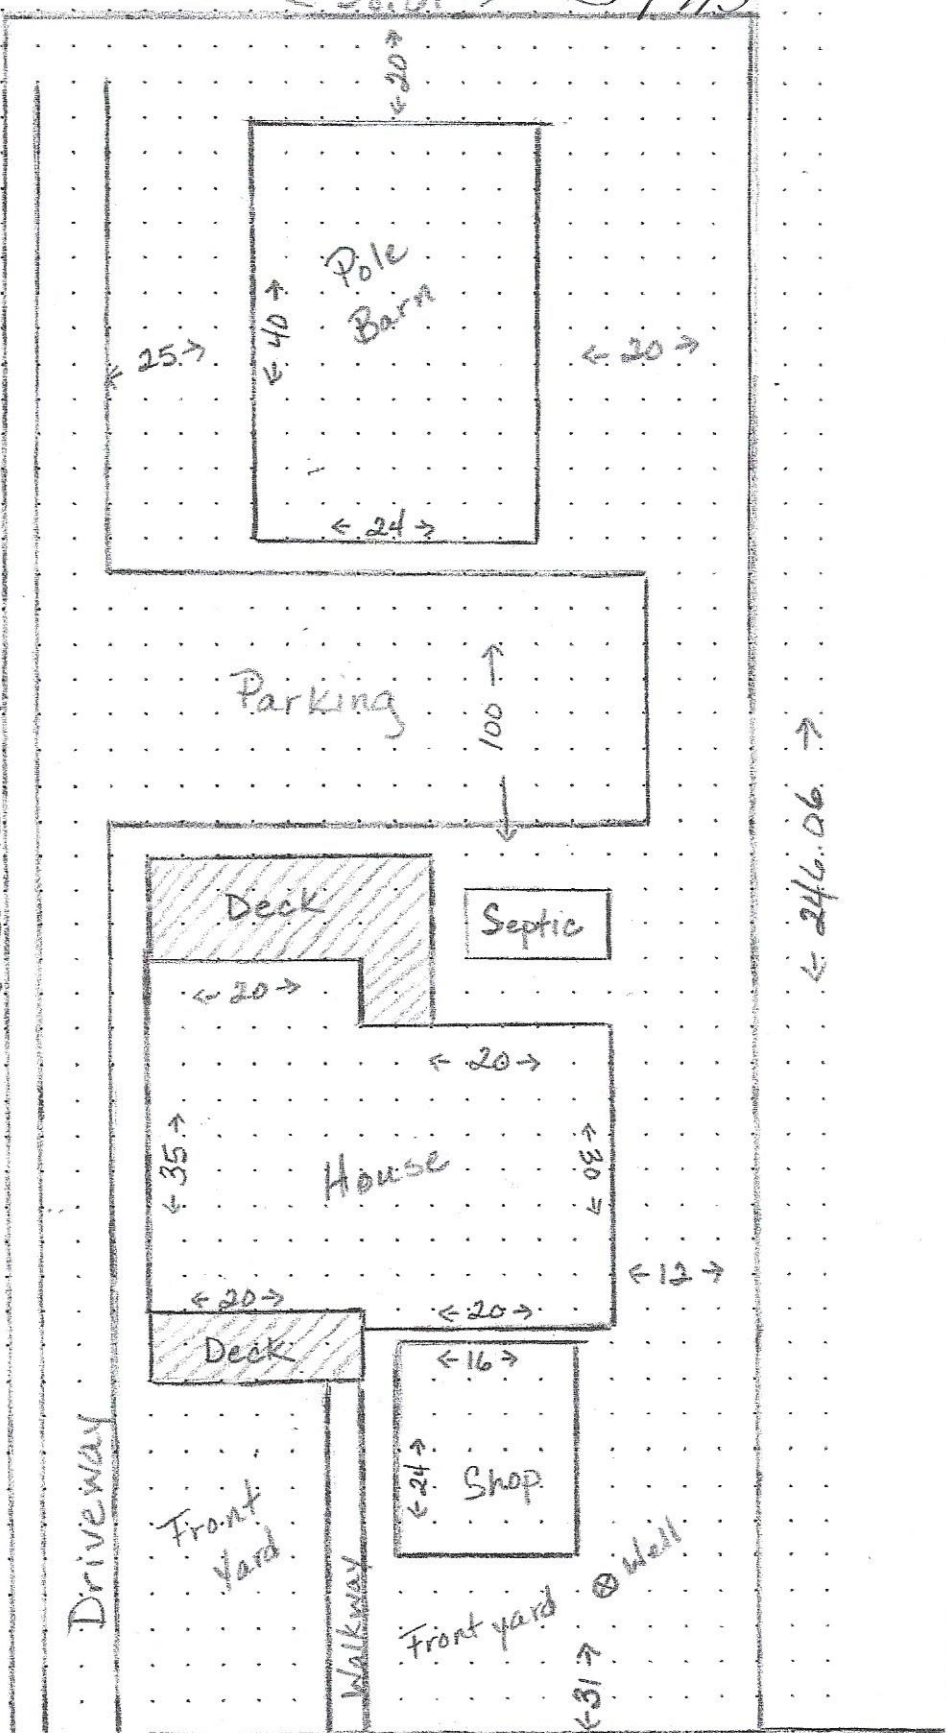 ← 20 →
Pole
Barn
← 40 →
← 25 →
← 20 →
← 24 →
Parking
← 100 →
← 246.06 →
Deck
Septic
← 20 →
← 20 →
← 35 →
House
← 30 →
← 12 →
← 20 →
← 20 →
Deck
← 16 →
← 24 →
Shop
Driveway
Front
Yard
Walkway
Front yard
Well
← 31 →